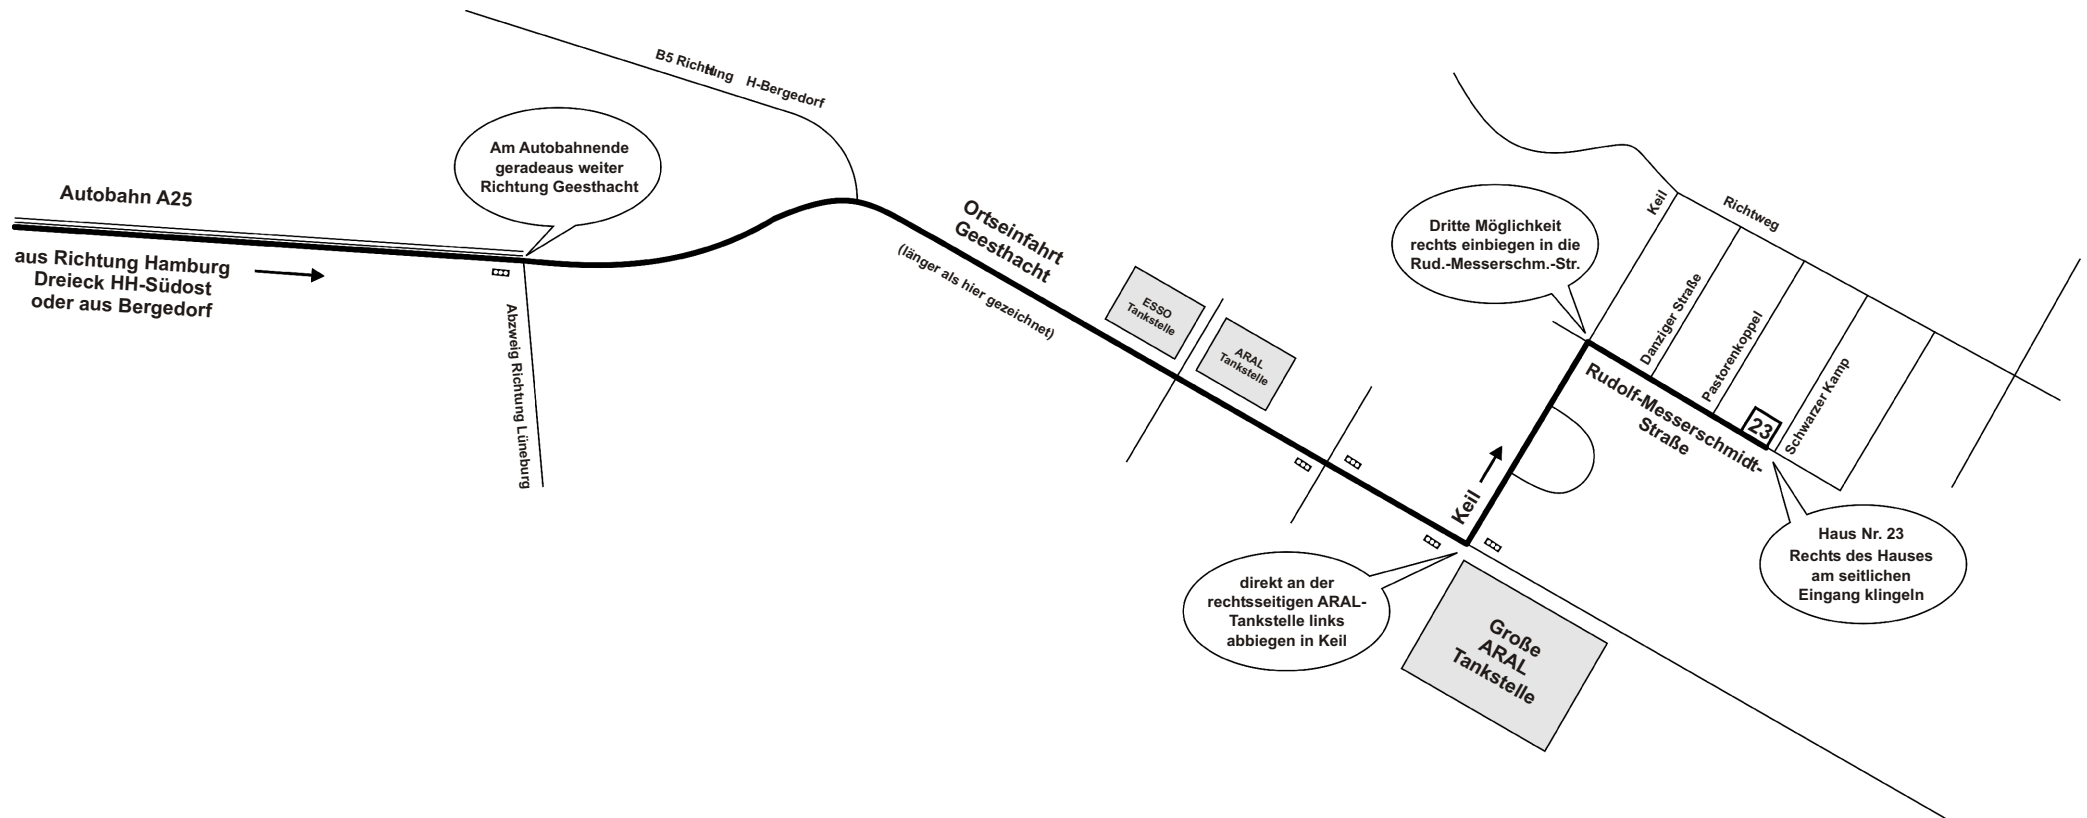 B5 Richtung H H-Bergedorf
Am Autobahnende
geradeaus weiter
Richtung Geesthacht
Autobahn A25
aus Richtung Hamburg
Dreieck HH-Südost
oder aus Bergedorf
Abzweig Richtung Lüneburg
Ortseinfahrt
Geesthacht
(länger als hier gezeichnet)
ESSO
Tankstelle
ARAL
Tankstelle
Dritte Möglichkeit
rechts einbiegen in die
Rud.-Messerschm.-Str.
Keil
Richtweg
Danziger Straße
Pastorenkoppel
Schwarzer Kamp
23
Rudolf-Messerschmidt-
Straße
Keil
direkt an der
rechtsseitigen ARAL-
Tankstelle links
abbiegen in Keil
Große
ARAL
Tankstelle
Haus Nr. 23
Rechts des Hauses
am seitlichen
Eingang klingeln